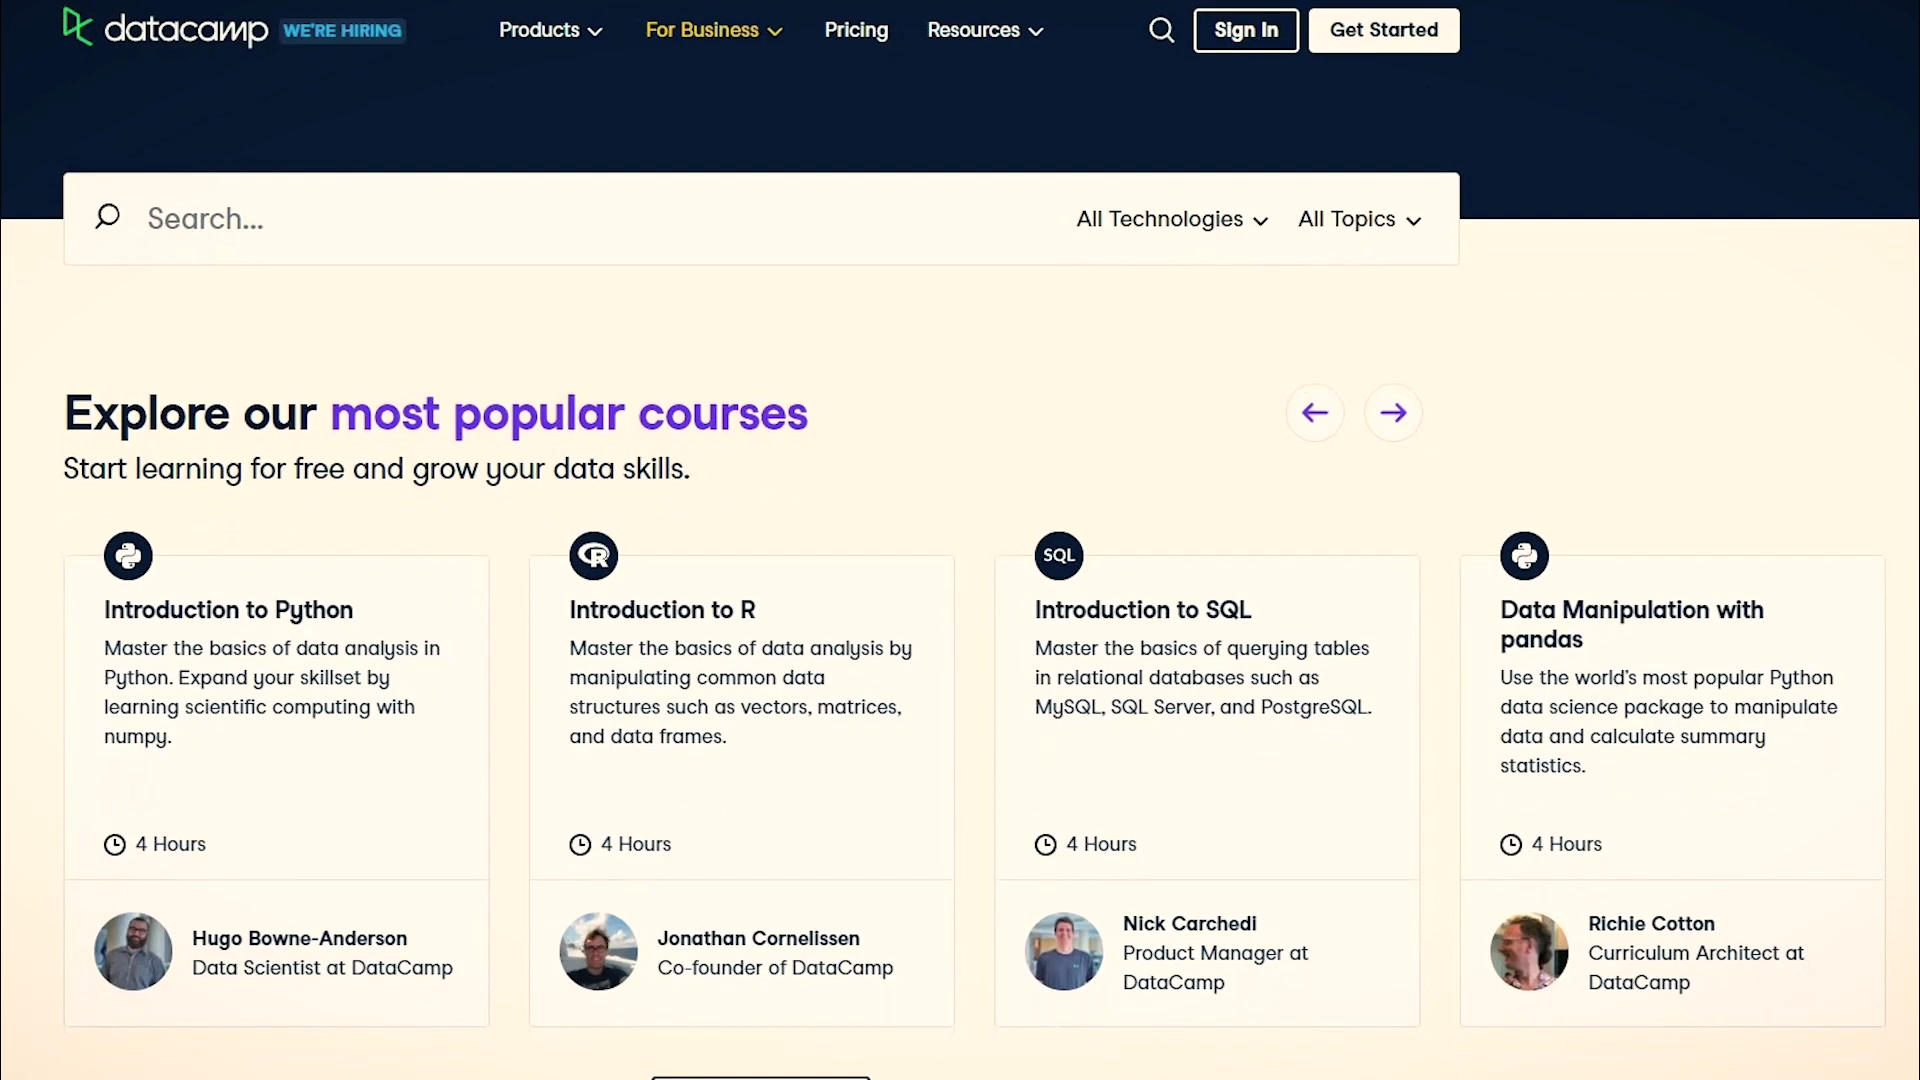 datacamp WE'RE HIRING Products For Business Pricing Resources Sign In Get Started
Search... All Technologies All Topics
Explore our most popular courses
Start learning for free and grow your data skills.
Introduction to Python
Master the basics of data analysis in
Python. Expand your skillset by
learning scientific computing with
numpy.
4 Hours
Hugo Bowne-Anderson
Data Scientist at DataCamp
R
Introduction to R
Master the basics of data analysis by
manipulating common data
structures such as vectors, matrices,
and data frames.
4 Hours
Jonathan Cornelissen
Co-founder of DataCamp
SQL
Introduction to SQL
Master the basics of querying tables
in relational databases such as
MySQL, SQL Server, and PostgreSQL.
4 Hours
Nick Carchedi
Product Manager at
DataCamp
Data Manipulation with
pandas
Use the world's most popular Python
data science package to manipulate
data and calculate summary
statistics.
4 Hours
Richie Cotton
Curriculum Architect at
DataCamp